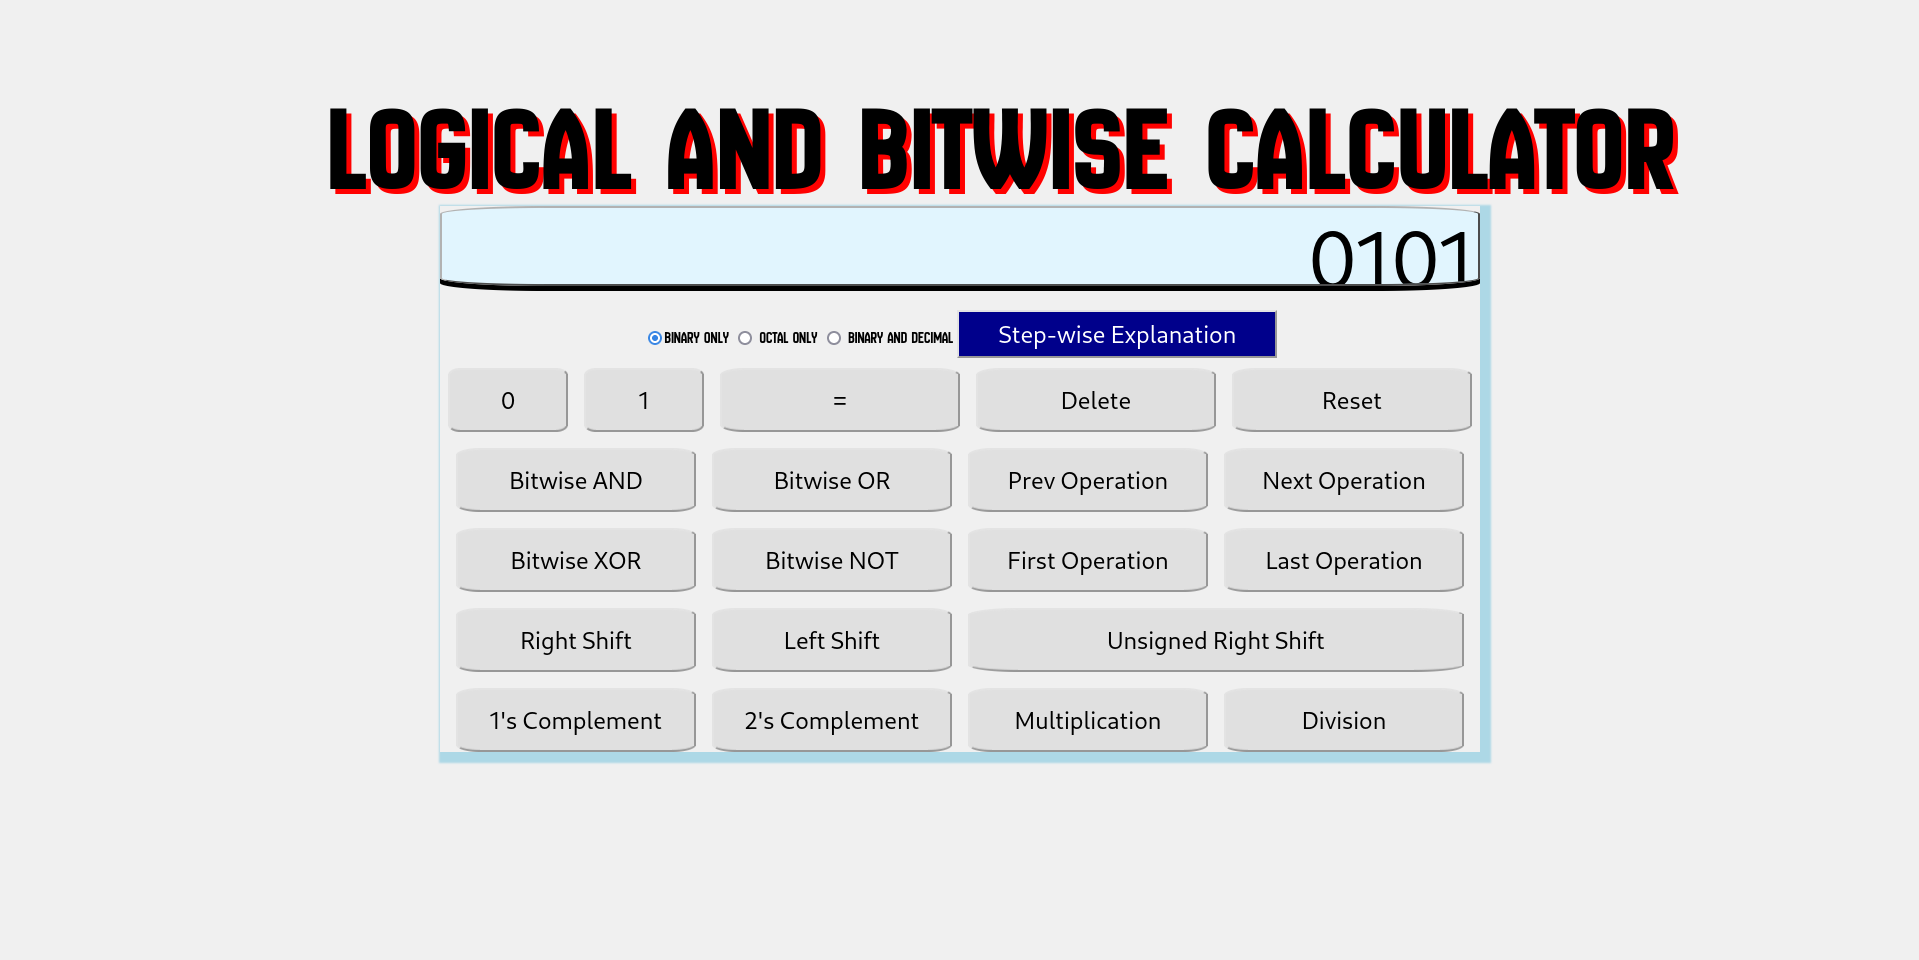 LOGICAL AND BITWISE CALCULATOR
0101
BINARY ONLY OCTAL ONLY BINARY AND DECIMAL Step-wise Explanation
0 1 = Delete Reset
Bitwise AND Bitwise OR Prev Operation Next Operation
Bitwise XOR Bitwise NOT First Operation Last Operation
Right Shift Left Shift Unsigned Right Shift
1's Complement 2's Complement Multiplication Division